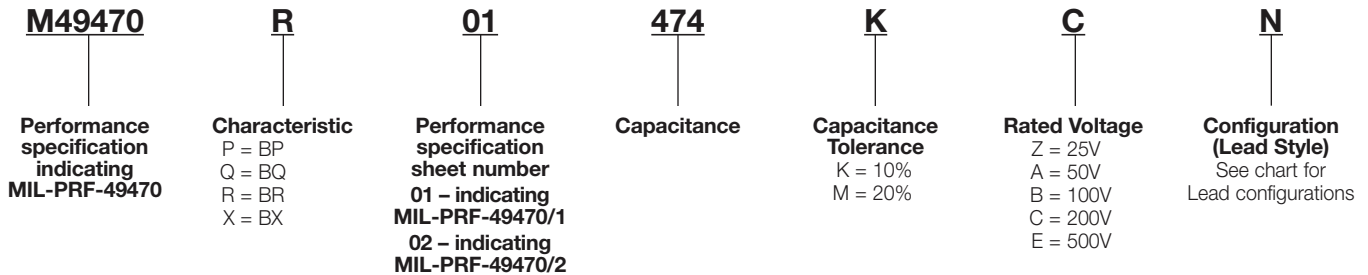 M49470 R 01 474 K C N
Performance
specification
indicating
MIL-PRF-49470
Characteristic
P = BP
Q = BQ
R = BR
X = BX
Performance
specification
sheet number
01 – indicating
MIL-PRF-49470/1
02 – indicating
MIL-PRF-49470/2
Capacitance
Capacitance
Tolerance
K = 10%
M = 20%
Rated Voltage
Z = 25V
A = 50V
B = 100V
C = 200V
E = 500V
Configuration
(Lead Style)
See chart for
Lead configurations